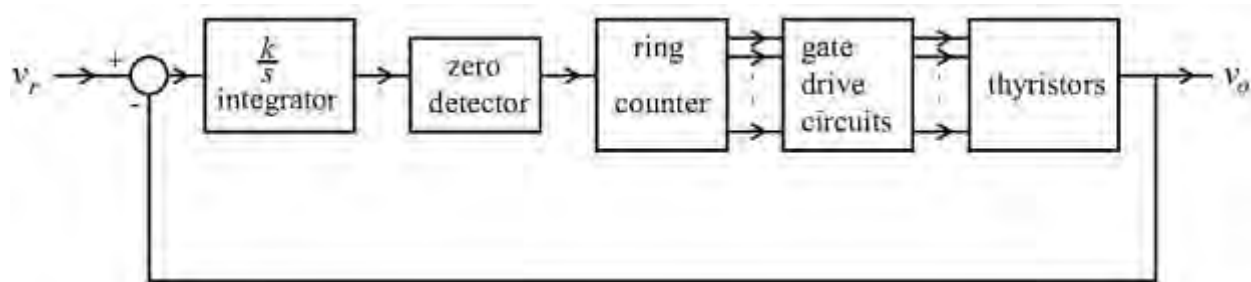 +
v_r
-
k
s
integrator
zero
detector
ring
counter
gate
drive
circuits
thyristors
v_o